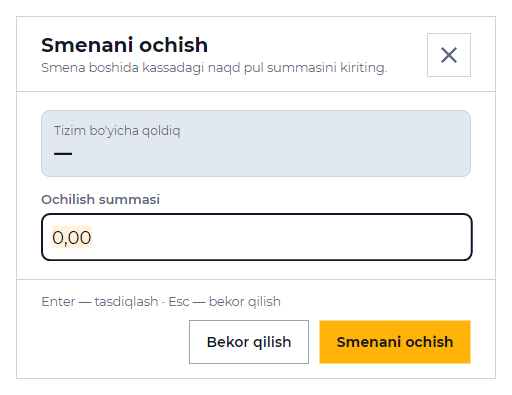 Smenani ochish
Smena boshida kassadagi naqd pul summasini kiriting.
Tizim bo'yicha qoldiq
—
Ochilish summasi
0,00
Enter — tasdiqlash · Esc — bekor qilish
Bekor qilish
Smenani ochish